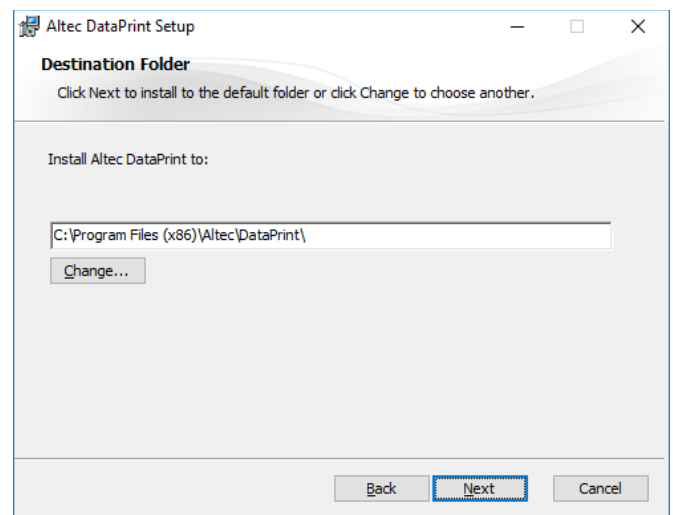 Altec DataPrint Setup
Destination Folder
Click Next to install to the default folder or click Change to choose another.
Install Altec DataPrint to:
C:\Program Files (x86)\Altec\DataPrint\
Change...
Back Next Cancel